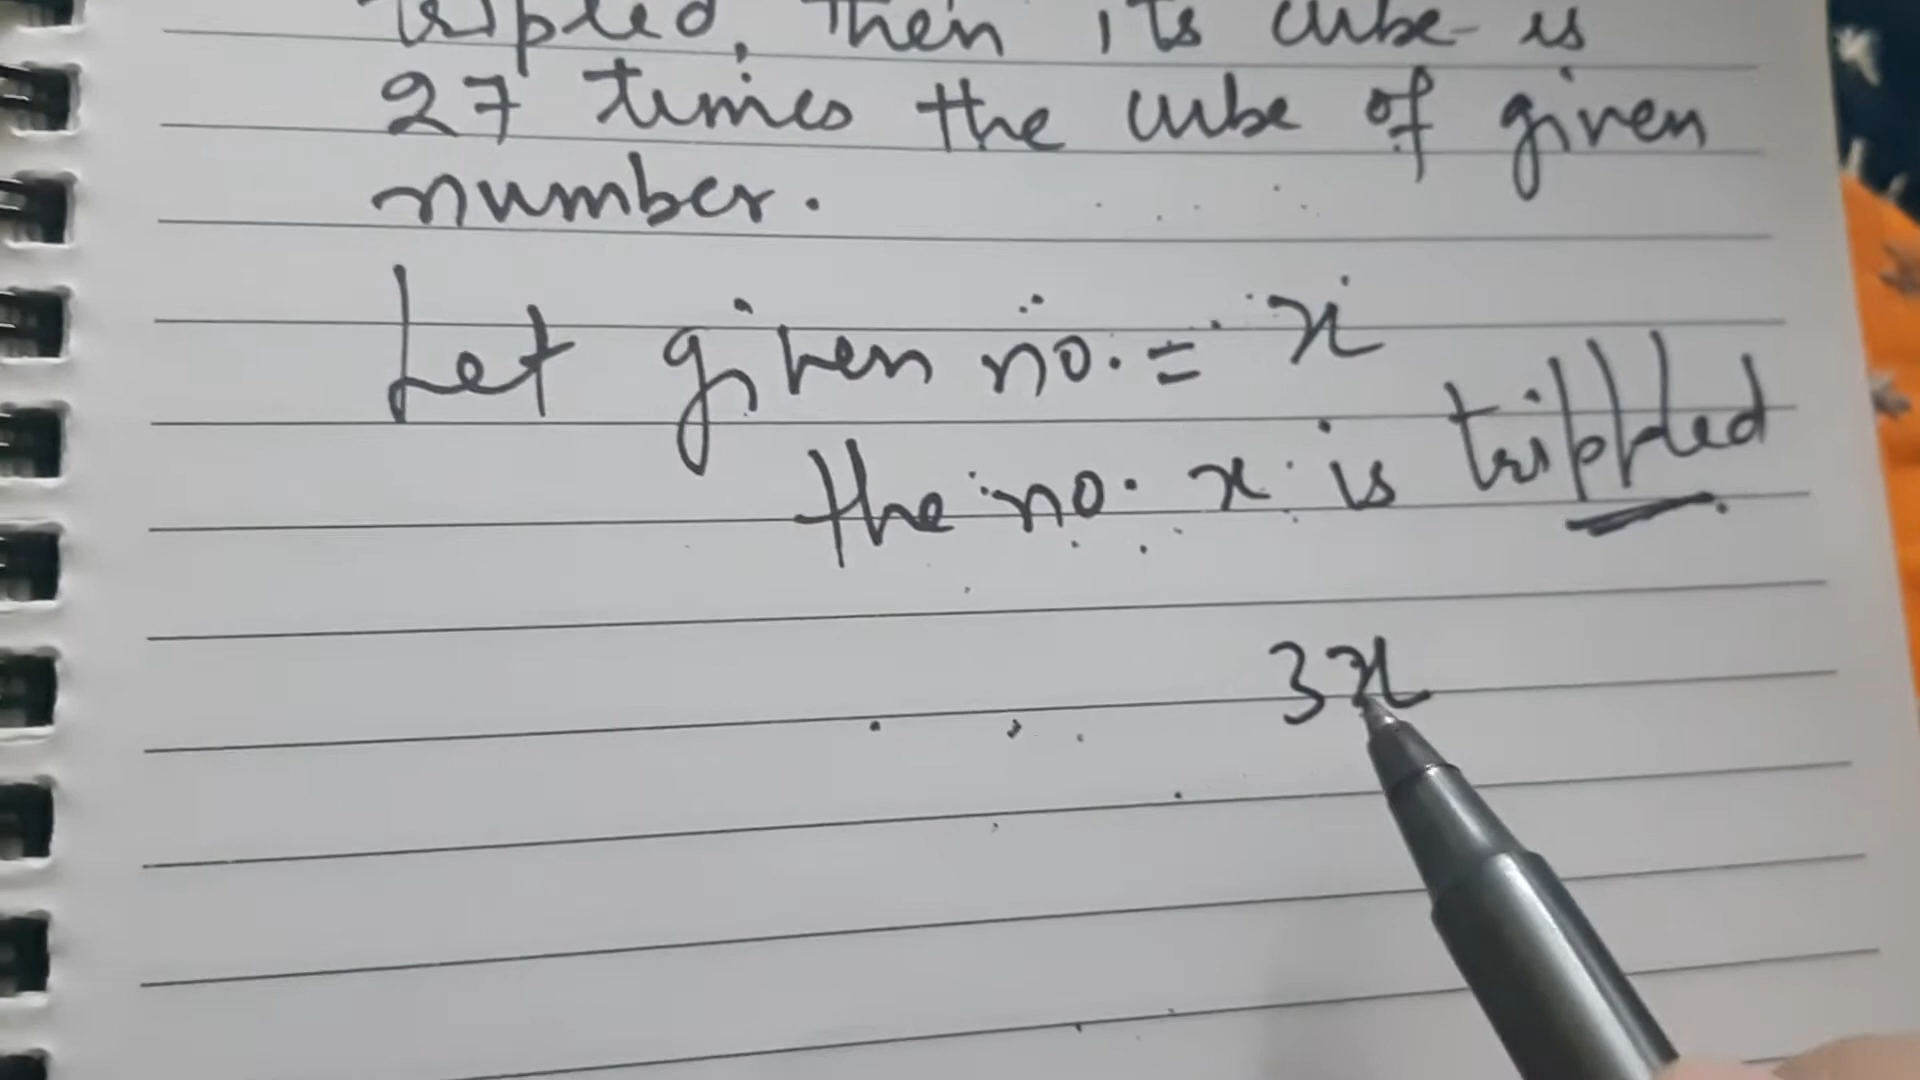 tripled, then its cube is
27 times the cube of given
number.
Let given no. = x
the no. x is trippled
3x